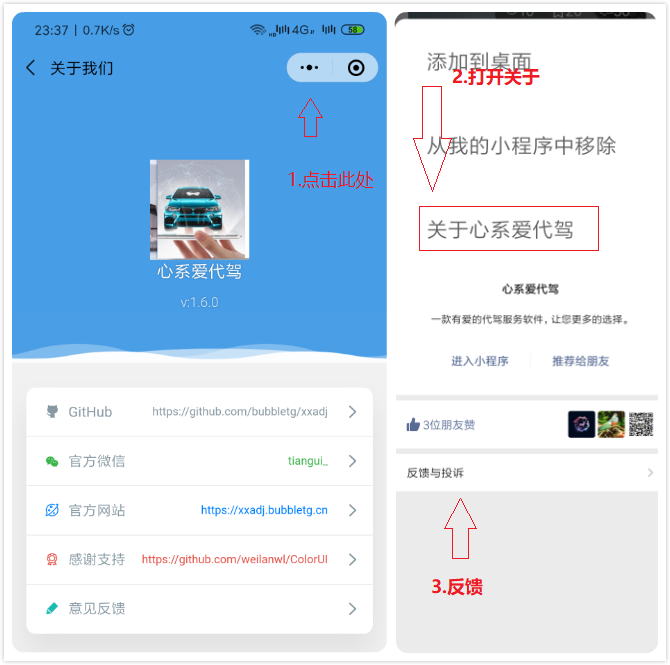 23:37 | 0.7K/s
HD 4G 58
关于我们
1.点击此处
心系爱代驾
v:1.6.0
GitHub https://github.com/bubbletg/xxadj
官方微信 tiangui_
官方网站 https://xxadj.bubbletg.cn
感谢支持 https://github.com/weilanwl/ColorUI
意见反馈
添加到桌面
2.打开关于
从我的小程序中移除
关于心系爱代驾
心系爱代驾
一款有爱的代驾服务软件，让您更多的选择。
进入小程序 推荐给朋友
3位朋友赞
反馈与投诉
3.反馈